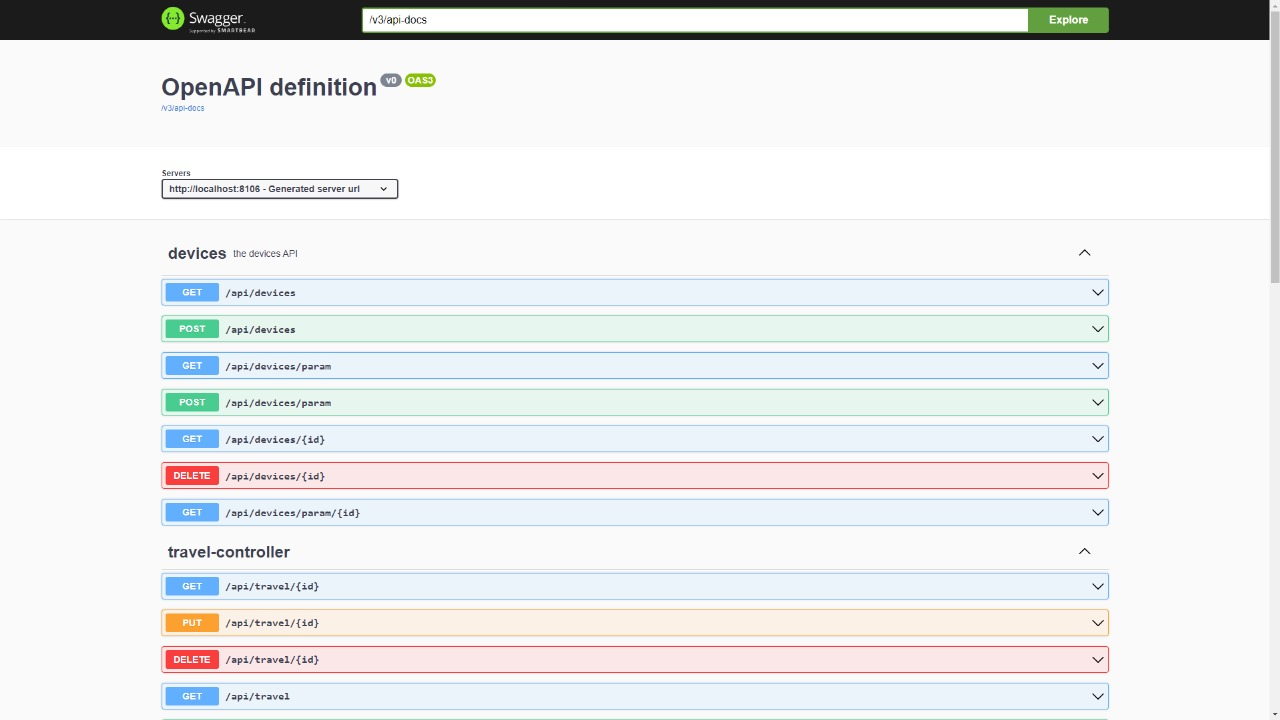 Swagger.
Supported by SMARTBEAR
/v3/api-docs
Explore
OpenAPI definition v0 OAS3
/v3/api-docs
Servers
http://localhost:8106 - Generated server url
devices the devices API
GET /api/devices
POST /api/devices
GET /api/devices/param
POST /api/devices/param
GET /api/devices/{id}
DELETE /api/devices/{id}
GET /api/devices/param/{id}
travel-controller
GET /api/travel/{id}
PUT /api/travel/{id}
DELETE /api/travel/{id}
GET /api/travel